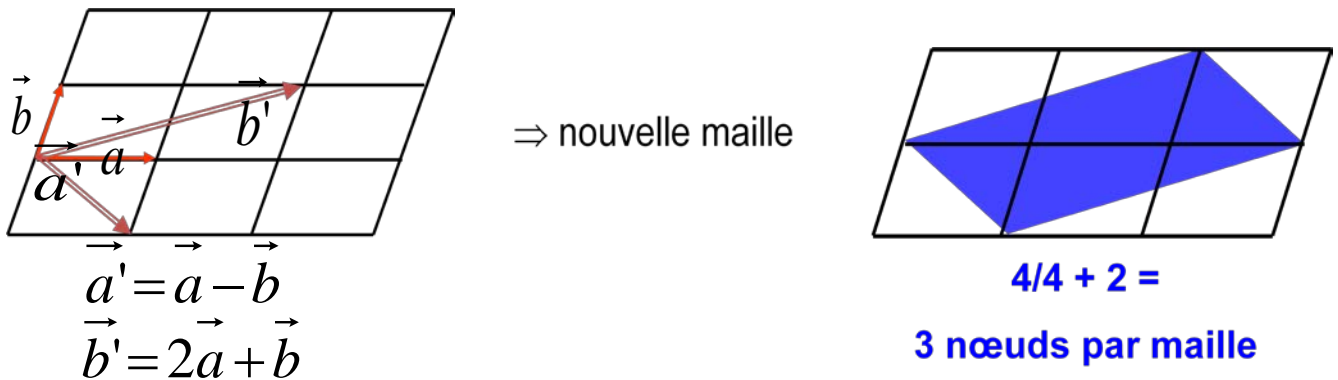 b⃗
b'⃗
a⃗
a'⃗
⇒ nouvelle maille
a'⃗ = a⃗ − b⃗
b'⃗ = 2a⃗ + b⃗
4/4 + 2 =
3 nœuds par maille